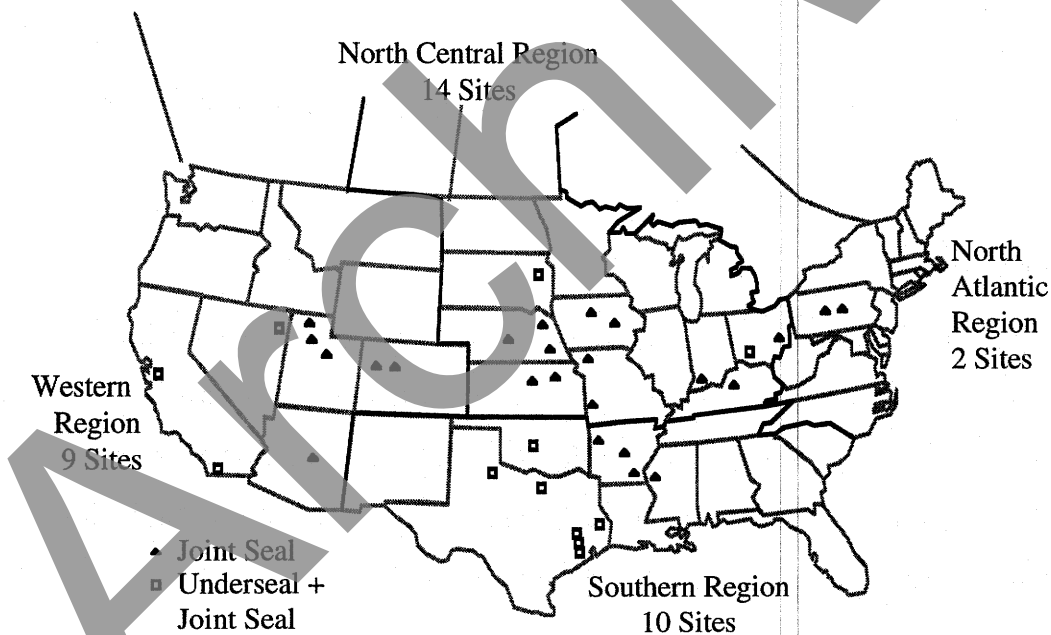 North Central Region
14 Sites
North
Atlantic
Region
2 Sites
Western
Region
9 Sites
Joint Seal
Underseal +
Joint Seal
Southern Region
10 Sites